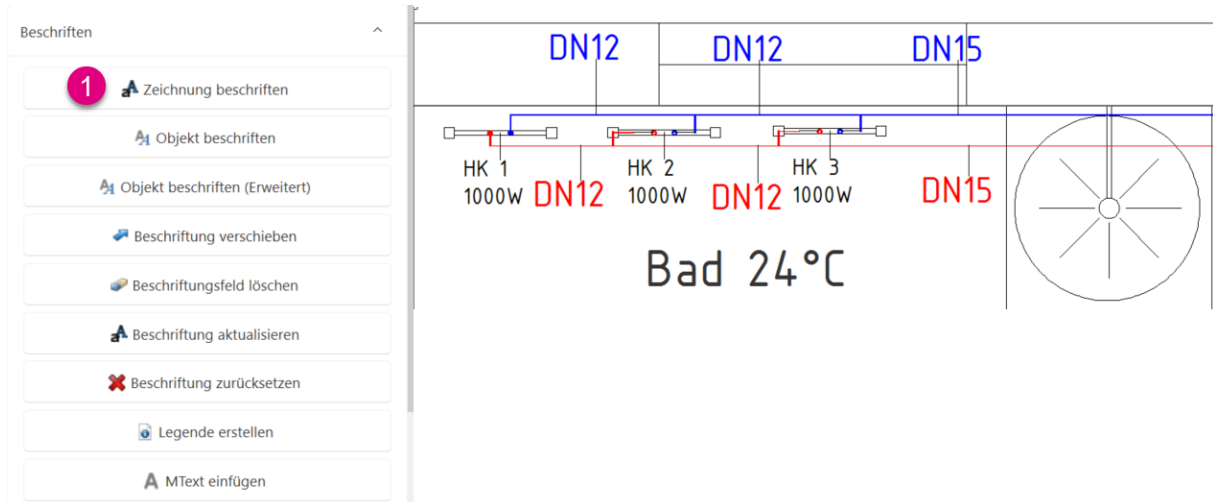 Beschriften
1
Zeichnung beschriften
Objekt beschriften
Objekt beschriften (Erweitert)
Beschriftung verschieben
Beschriftungsfeld löschen
Beschriftung aktualisieren
Beschriftung zurücksetzen
Legende erstellen
MText einfügen
DN12 DN12 DN15
HK 1 HK 2 HK 3
1000W DN12 1000W DN12 1000W DN15
Bad 24°C